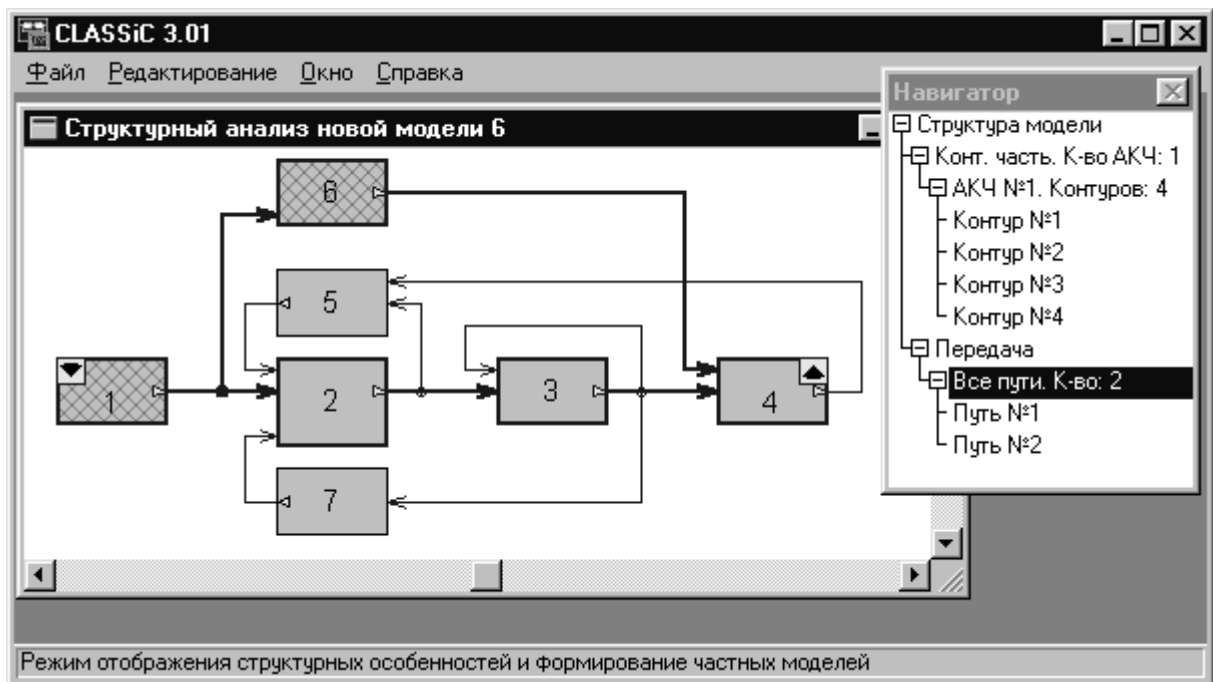 CLASSiC 3.01
Файл Редактирование Окно Справка
Структурный анализ новой модели 6
6
5
1
2
3
4
7
Навигатор
Структура модели
Конт. часть. К-во АКЧ: 1
АКЧ №1. Контуров: 4
Контур №1
Контур №2
Контур №3
Контур №4
Передача
Все пути. К-во: 2
Путь №1
Путь №2
Режим отображения структурных особенностей и формирование частных моделей